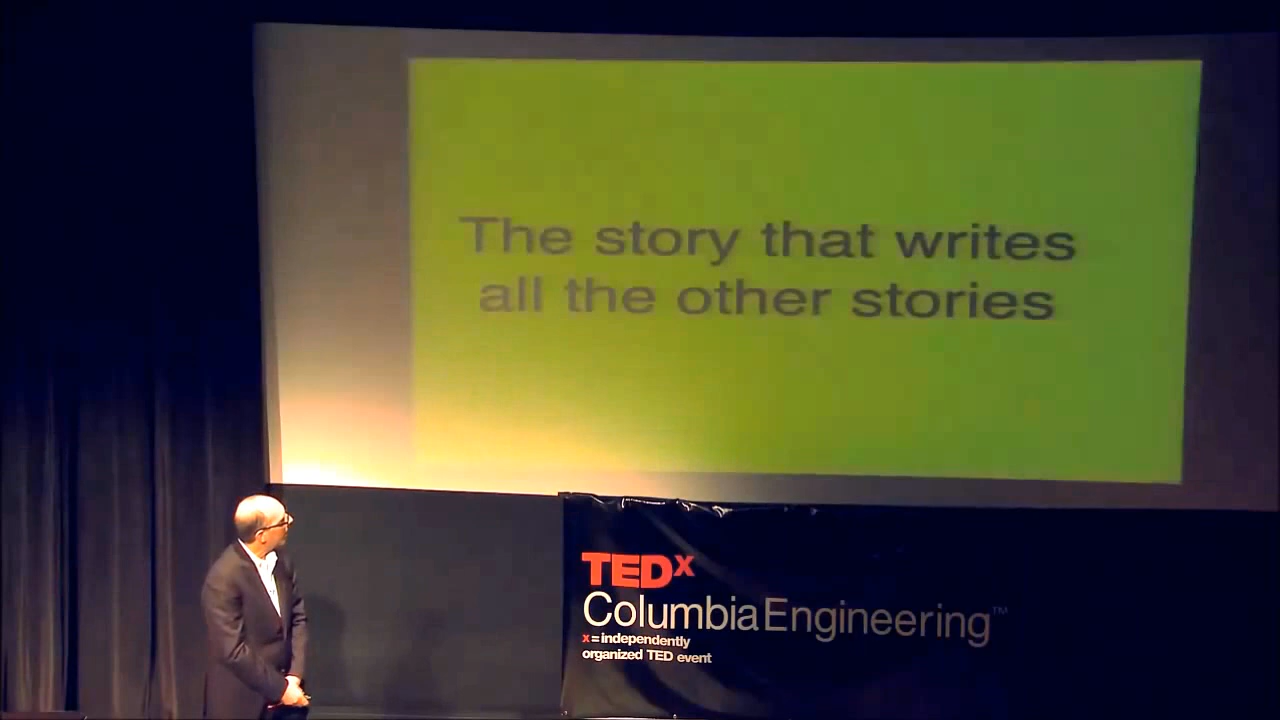 The story that writes
all the other stories
TEDx
ColumbiaEngineering™
x = independently
organized TED event